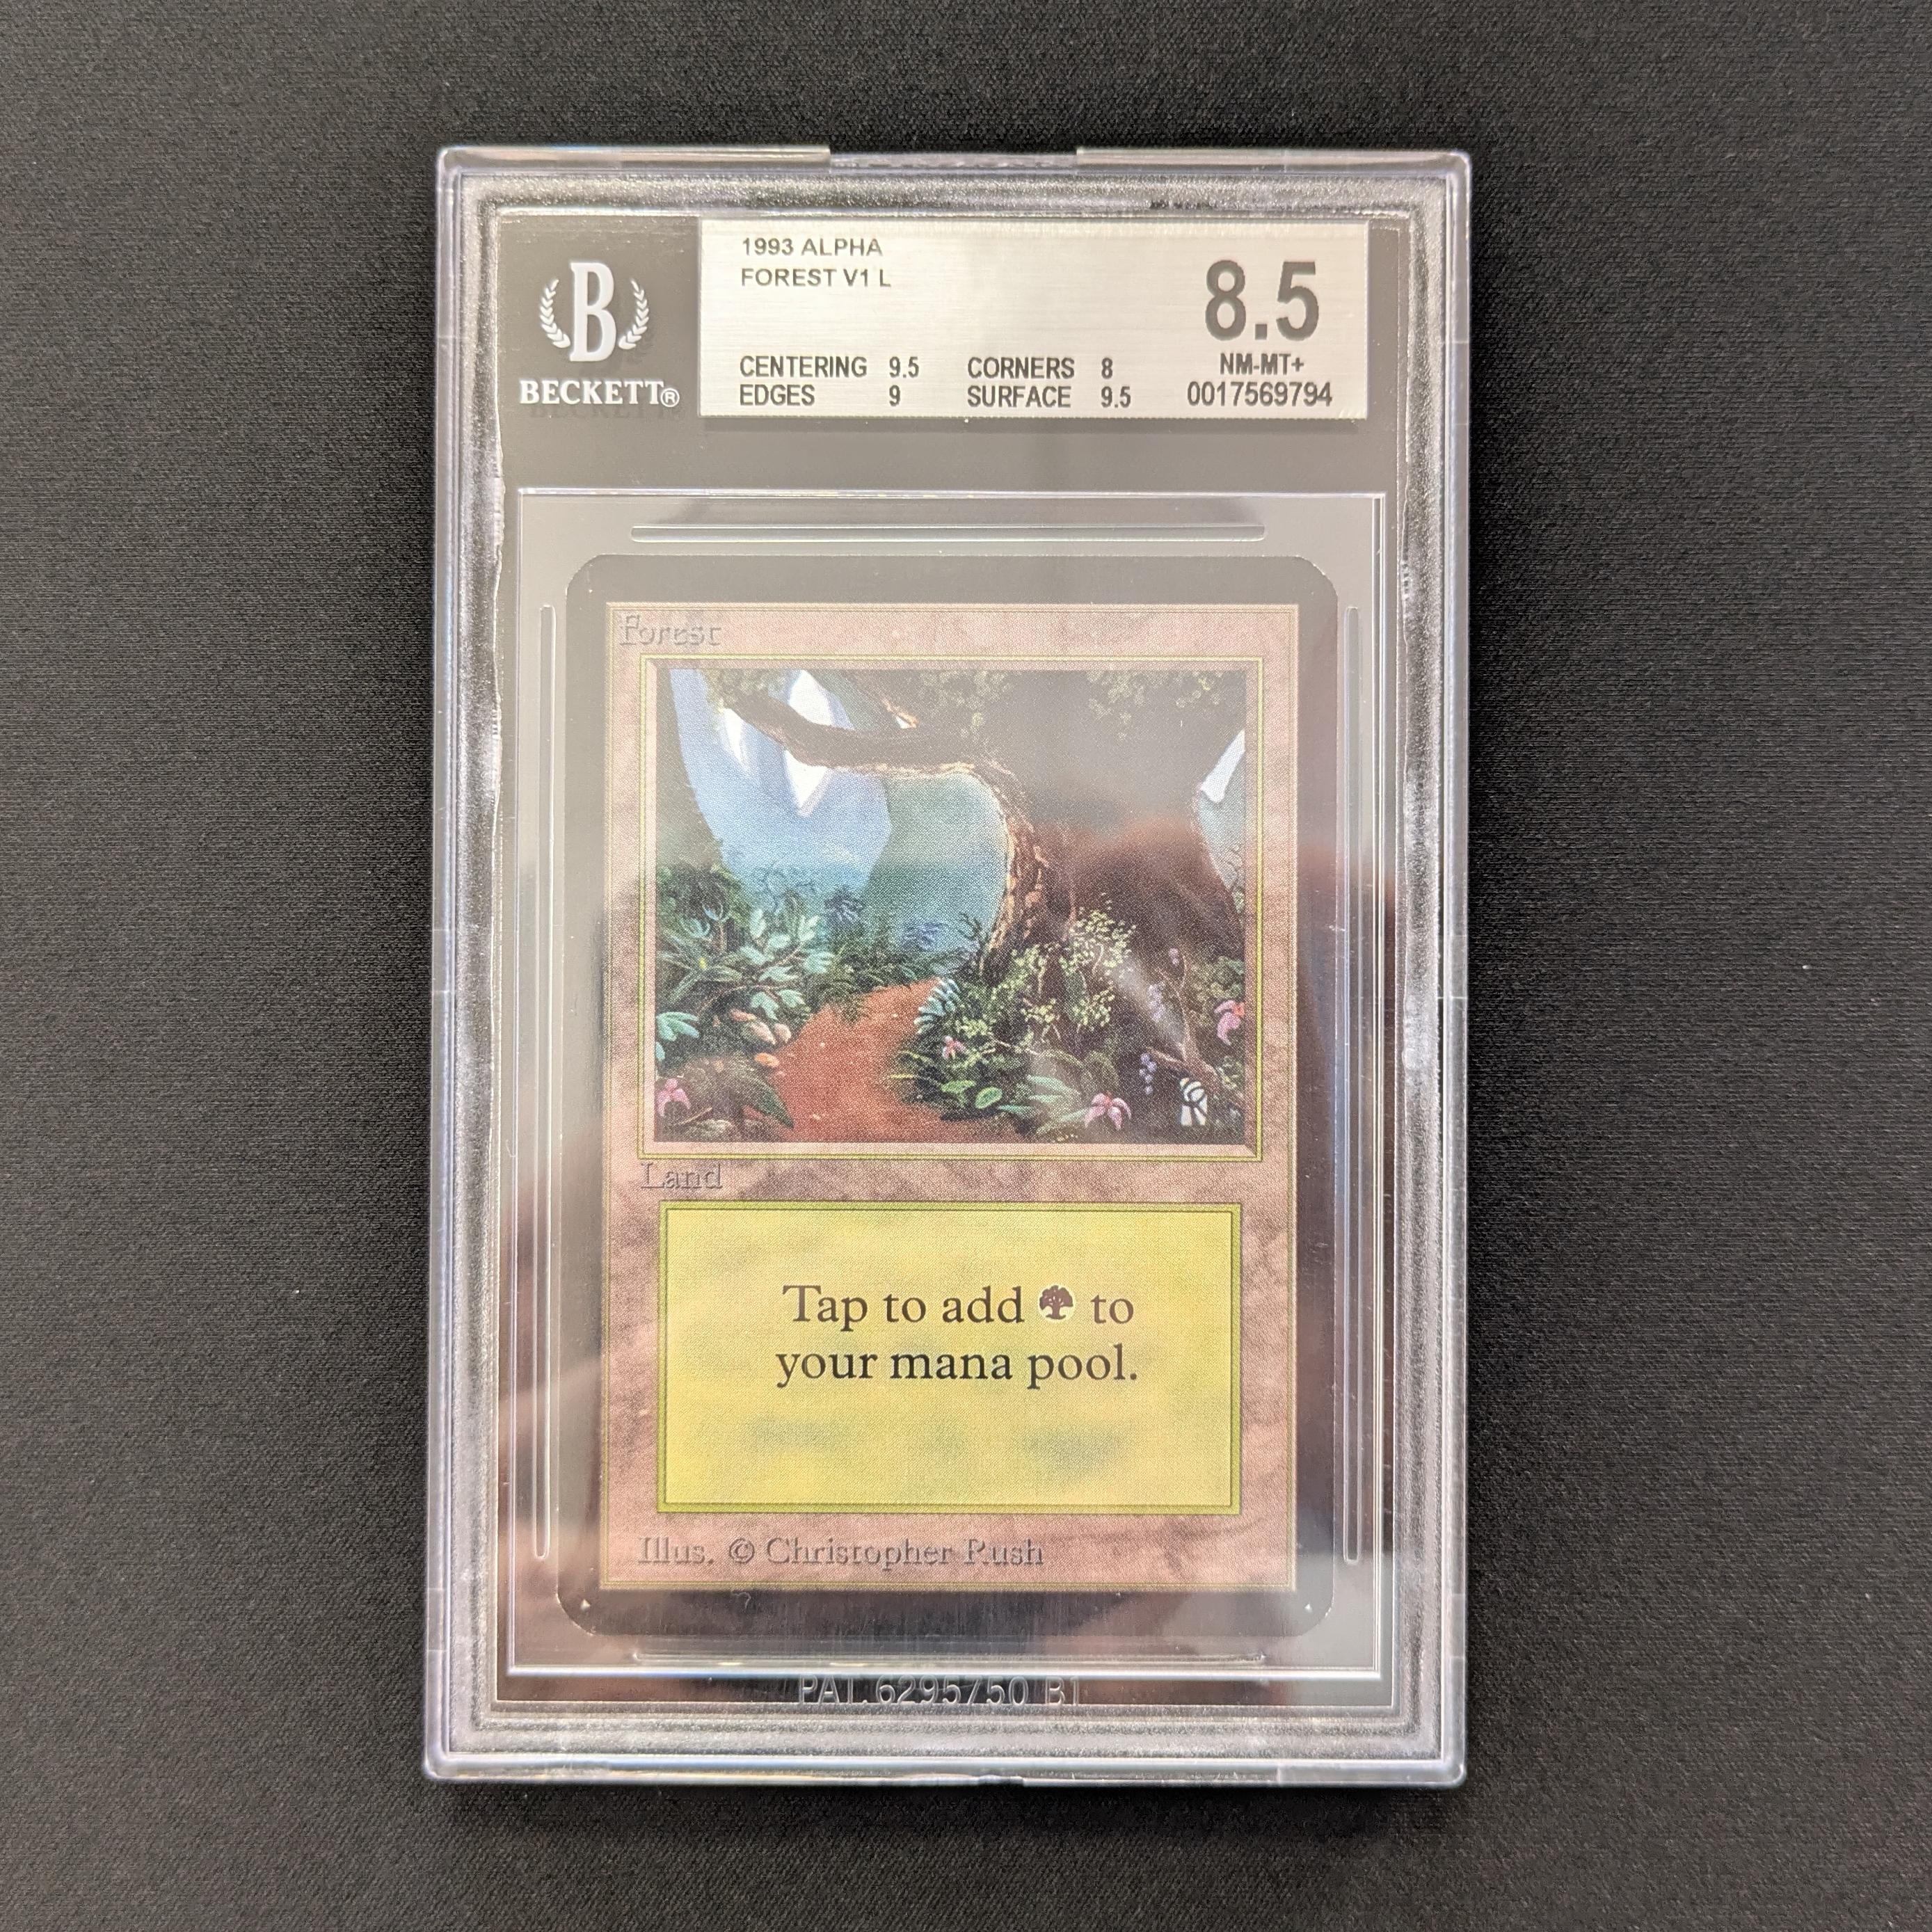 1993 ALPHA
FOREST V1 L
8.5
B
CENTERING 9.5 CORNERS 8 NM-MT+
BECKETT® EDGES 9 SURFACE 9.5 0017569794
Forest
Land
Tap to add to
your mana pool.
Illus. © Christopher Rush
PAT. 6295750 B1